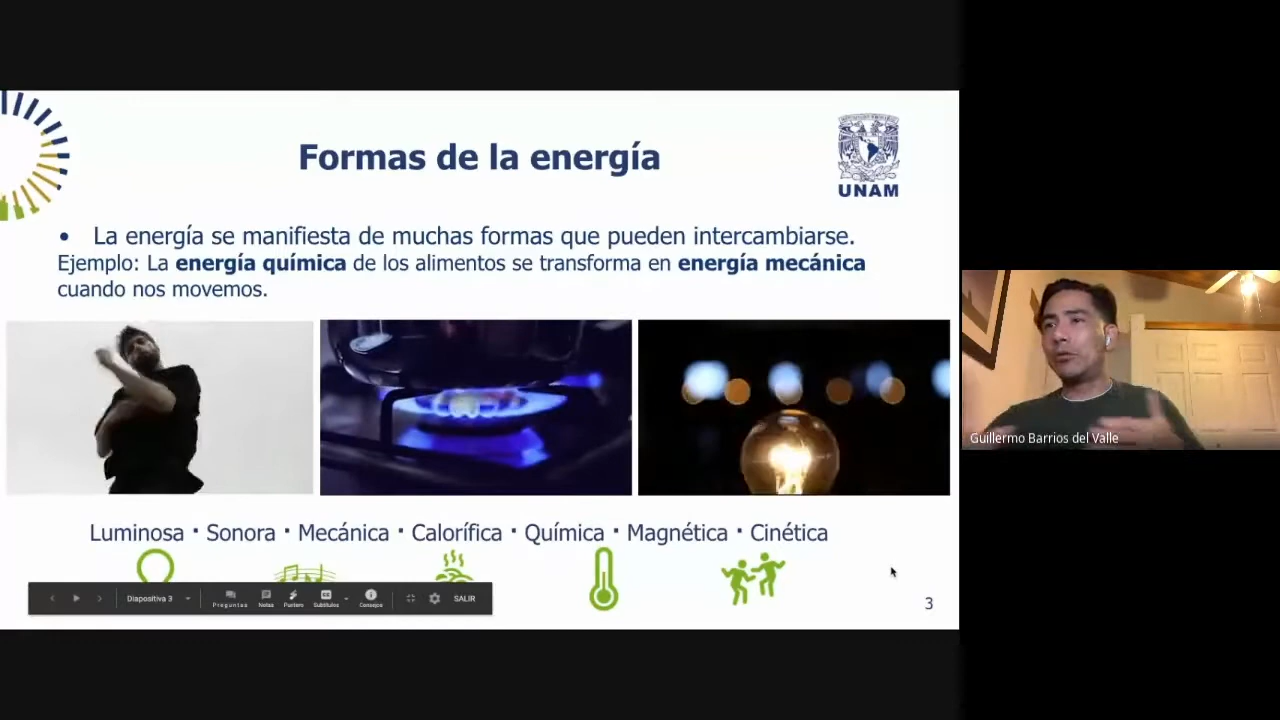 Formas de la energía
UNAM
• La energía se manifiesta de muchas formas que pueden intercambiarse.
Ejemplo: La energía química de los alimentos se transforma en energía mecánica
cuando nos movemos.
Guillermo Barrios del Valle
Luminosa · Sonora · Mecánica · Calorífica · Química · Magnética · Cinética
Diapositiva 3
Preguntas Notas Puntero Subtítulos Consejos
SALIR
3